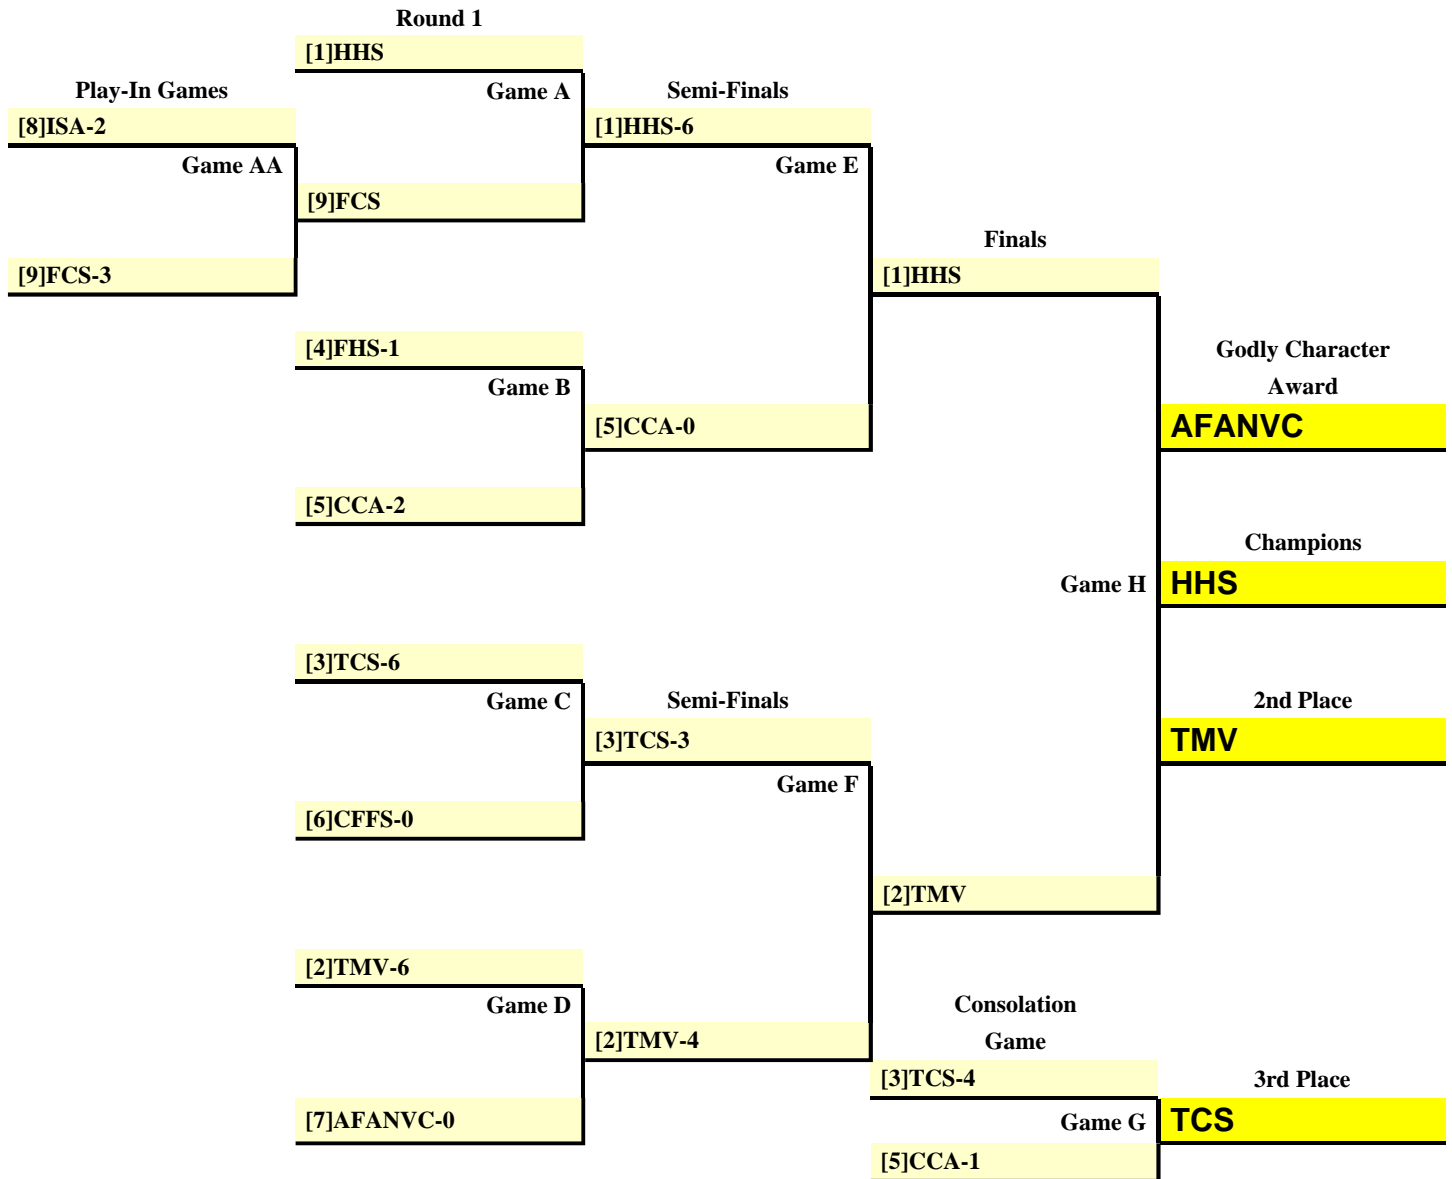 Round 1
[1]HHS
Play-In Games
Game A
Semi-Finals
[8]ISA-2
[1]HHS-6
Game AA
Game E
[9]FCS
Finals
[9]FCS-3
[1]HHS
[4]FHS-1
Godly Character
Game B
Award
[5]CCA-0
AFANVC
[5]CCA-2
Champions
Game H
HHS
[3]TCS-6
Game C
Semi-Finals
2nd Place
[3]TCS-3
TMV
Game F
[6]CFFS-0
[2]TMV
[2]TMV-6
Game D
Consolation
[2]TMV-4
Game
[3]TCS-4
3rd Place
[7]AFANVC-0
Game G
TCS
[5]CCA-1